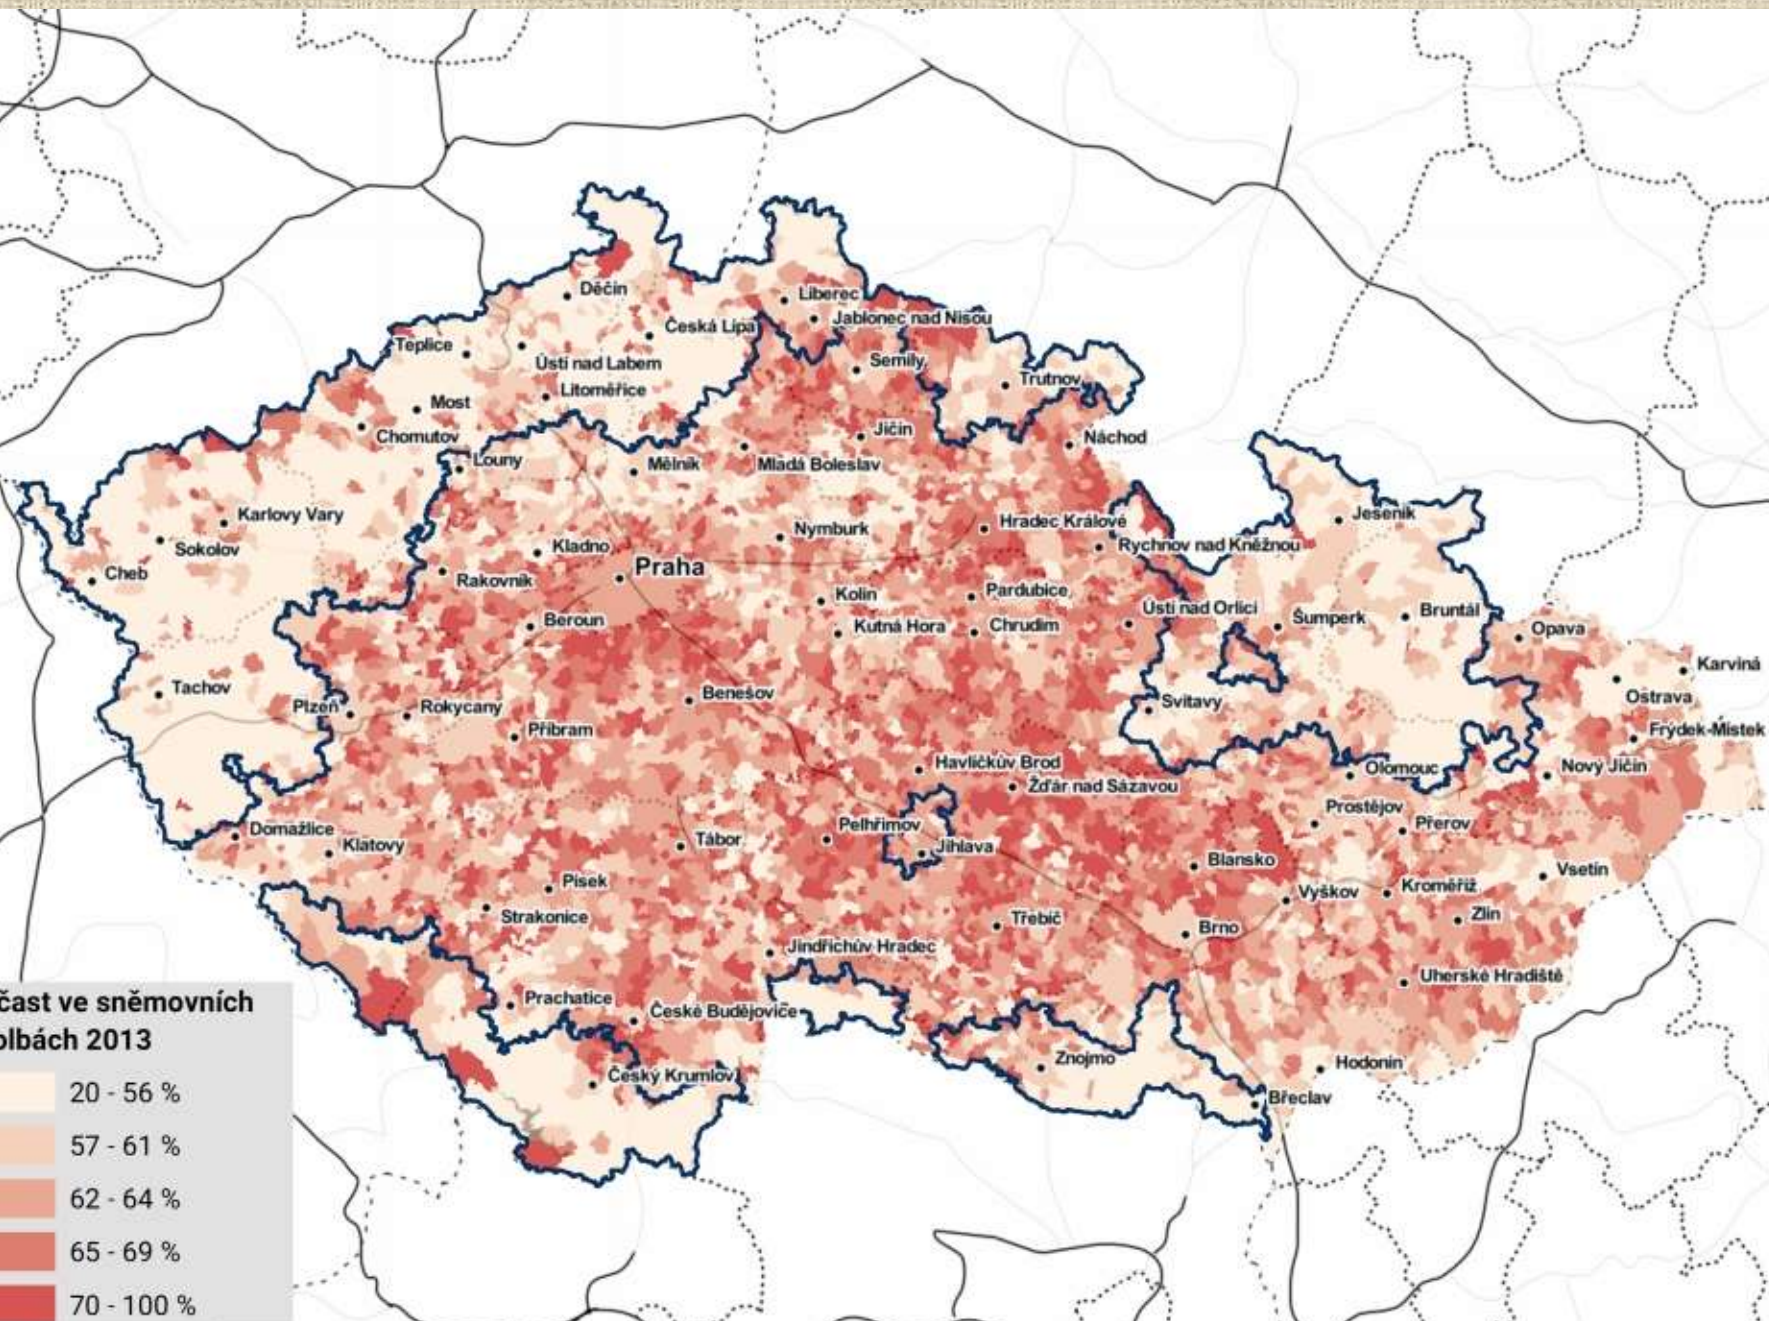 Děčín
Liberec
Česká Lípa
Jablonec nad Nisou
Teplice
Ústí nad Labem
Semily
Trutnov
Litoměřice
Most
Chomutov
Jičín
Náchod
Louny
Mělník
Mladá Boleslav
Karlovy Vary
Jeseník
Sokolov
Nymburk
Hradec Králové
Rychnov nad Kněžnou
Cheb
Kladno
Praha
Rakovník
Kolín
Pardubice
Ústí nad Orlicí
Šumperk
Bruntál
Beroun
Kutná Hora
Chrudim
Opava
Karviná
Tachov
Plzeň
Rokycany
Benešov
Svitavy
Ostrava
Příbram
Frýdek-Místek
Havlíčkův Brod
Olomouc
Nový Jičín
Žďár nad Sázavou
Prostějov
Přerov
Domažlice
Klatovy
Tábor
Pelhřimov
Jihlava
Blansko
Vsetín
Písek
Vyškov
Kroměříž
Strakonice
Třebíč
Brno
Zlín
Jindřichův Hradec
Uherské Hradiště
Prachatice
České Budějovice
Znojmo
Hodonín
Český Krumlov
Břeclav
čast ve sněmovních
olbách 2013
20 - 56 %
57 - 61 %
62 - 64 %
65 - 69 %
70 - 100 %